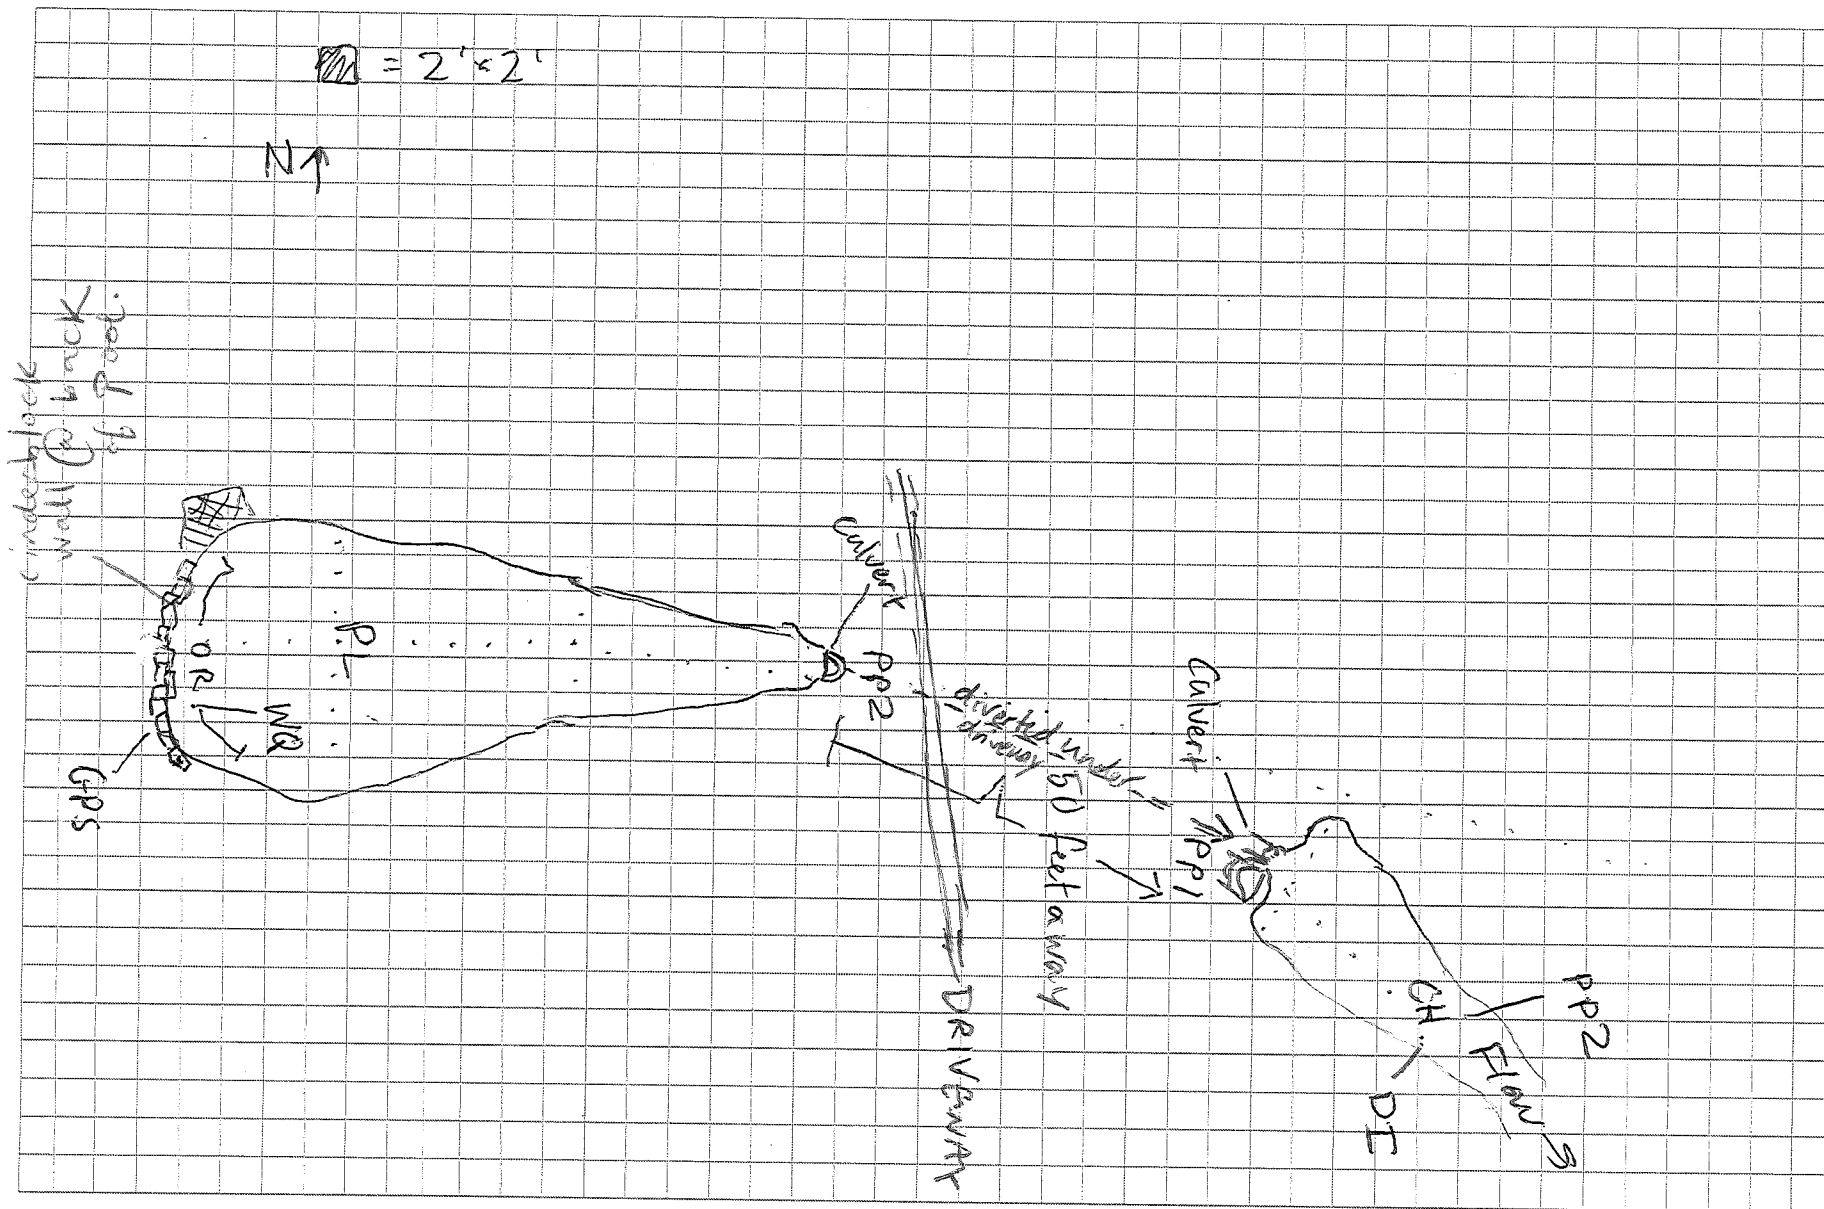 = 2' x 2'
N
Cinderblock
wall @ back
of pool.
Culvert
PP2
PL
OR
WQ
GPS
diverted under
driveway
50 feet away
DRIVEWAY
Culvert
PP1
PP2
CH
Flow
DI